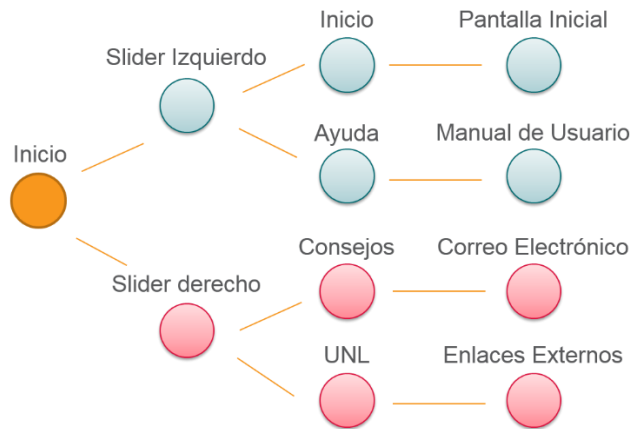 Inicio
Pantalla Inicial
Slider Izquierdo
Ayuda
Manual de Usuario
Inicio
Consejos
Correo Electrónico
Slider derecho
UNL
Enlaces Externos